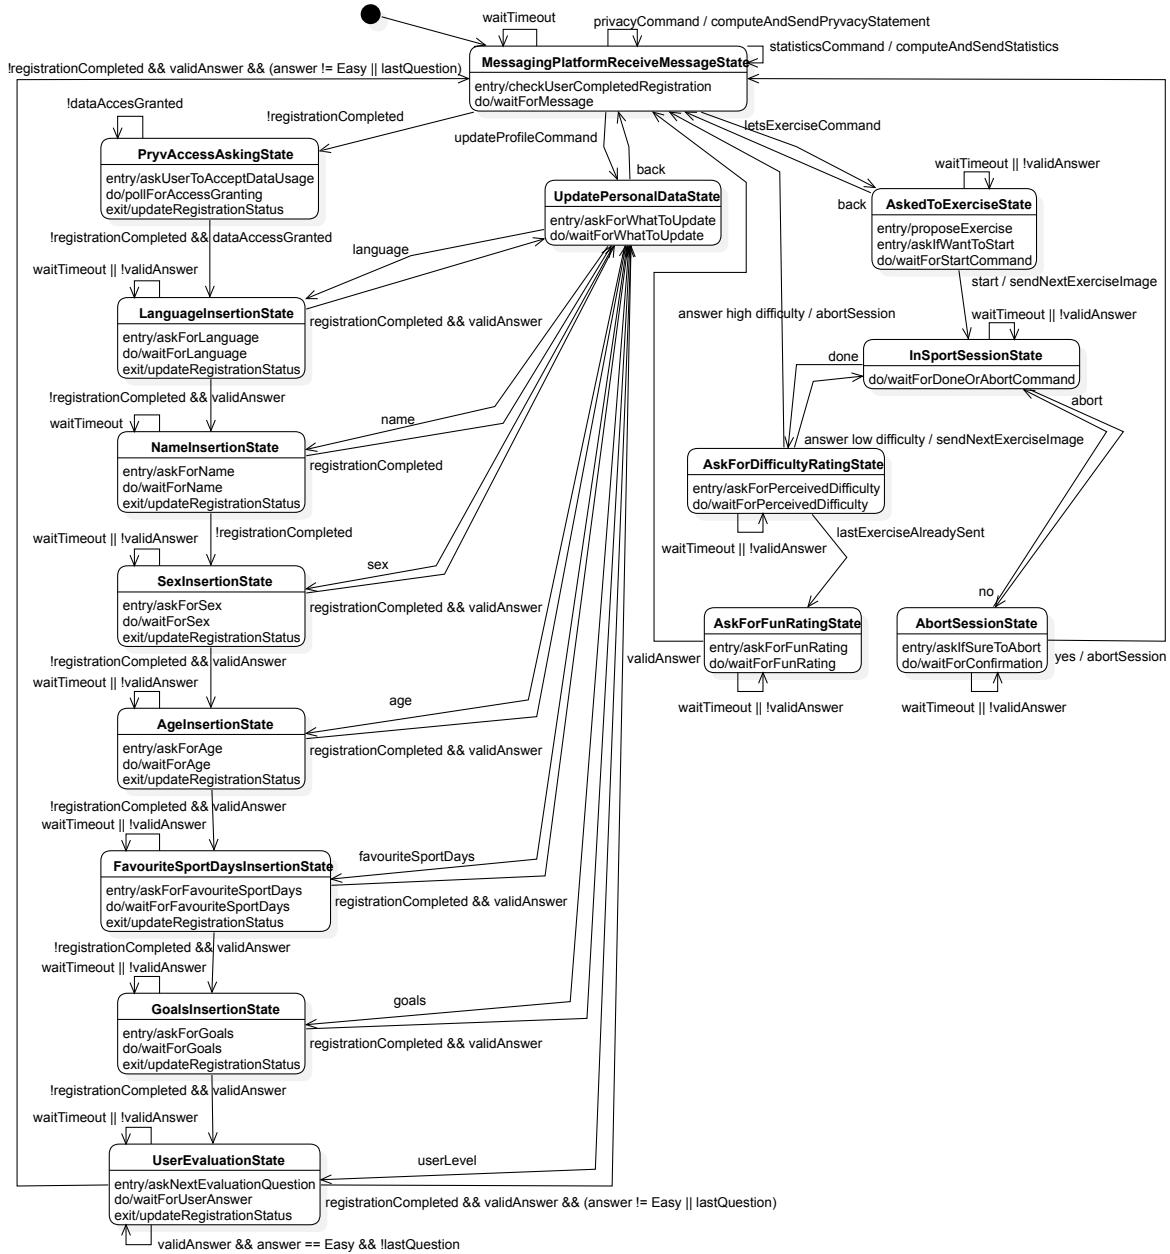 waitTimeout
privacyCommand / computeAndSendPryvacyStatement
statisticsCommand / computeAndSendStatistics
!registrationCompleted && validAnswer && (answer != Easy || lastQuestion)
MessagingPlatformReceiveMessageState
entry/checkUserCompletedRegistration
do/waitForMessage
!dataAccesGranted
!registrationCompleted
updateProfileCommand
letsExerciseCommand
PryvAccessAskingState
entry/askUserToAcceptDataUsage
do/pollForAccessGranting
exit/updateRegistrationStatus
back
UpdatePersonalDataState
entry/askForWhatToUpdate
do/waitForWhatToUpdate
waitTimeout || !validAnswer
back
AskedToExerciseState
entry/proposeExercise
entry/askIfWantToStart
do/waitForStartCommand
!registrationCompleted && dataAccessGranted
language
waitTimeout || !validAnswer
start / sendNextExerciseImage
LanguageInsertionState
entry/askForLanguage
do/waitForLanguage
exit/updateRegistrationStatus
registrationCompleted && validAnswer
answer high difficulty / abortSession
waitTimeout || !validAnswer
done
InSportSessionState
do/waitForDoneOrAbortCommand
!registrationCompleted && validAnswer
abort
waitTimeout
name
NameInsertionState
entry/askForName
do/waitForName
exit/updateRegistrationStatus
registrationCompleted
answer low difficulty / sendNextExerciseImage
AskForDifficultyRatingState
entry/askForPerceivedDifficulty
do/waitForPerceivedDifficulty
!registrationCompleted
lastExerciseAlreadySent
waitTimeout || !validAnswer
waitTimeout || !validAnswer
sex
SexInsertionState
entry/askForSex
do/waitForSex
exit/updateRegistrationStatus
registrationCompleted && validAnswer
no
AskForFunRatingState
entry/askForFunRating
do/waitForFunRating
AbortSessionState
entry/askIfSureToAbort
do/waitForConfirmation
!registrationCompleted && validAnswer
validAnswer
yes / abortSession
waitTimeout || !validAnswer
age
waitTimeout || !validAnswer
waitTimeout || !validAnswer
AgeInsertionState
entry/askForAge
do/waitForAge
exit/updateRegistrationStatus
registrationCompleted && validAnswer
!registrationCompleted && validAnswer
waitTimeout || !validAnswer
favouriteSportDays
FavouriteSportDaysInsertionState
entry/askForFavouriteSportDays
do/waitForFavouriteSportDays
exit/updateRegistrationStatus
registrationCompleted && validAnswer
!registrationCompleted && validAnswer
waitTimeout || !validAnswer
goals
GoalsInsertionState
entry/askForGoals
do/waitForGoals
exit/updateRegistrationStatus
registrationCompleted && validAnswer
!registrationCompleted && validAnswer
waitTimeout || !validAnswer
userLevel
UserEvaluationState
entry/askNextEvaluationQuestion
do/waitForUserAnswer
exit/updateRegistrationStatus
registrationCompleted && validAnswer && (answer != Easy || lastQuestion)
validAnswer && answer == Easy && !lastQuestion